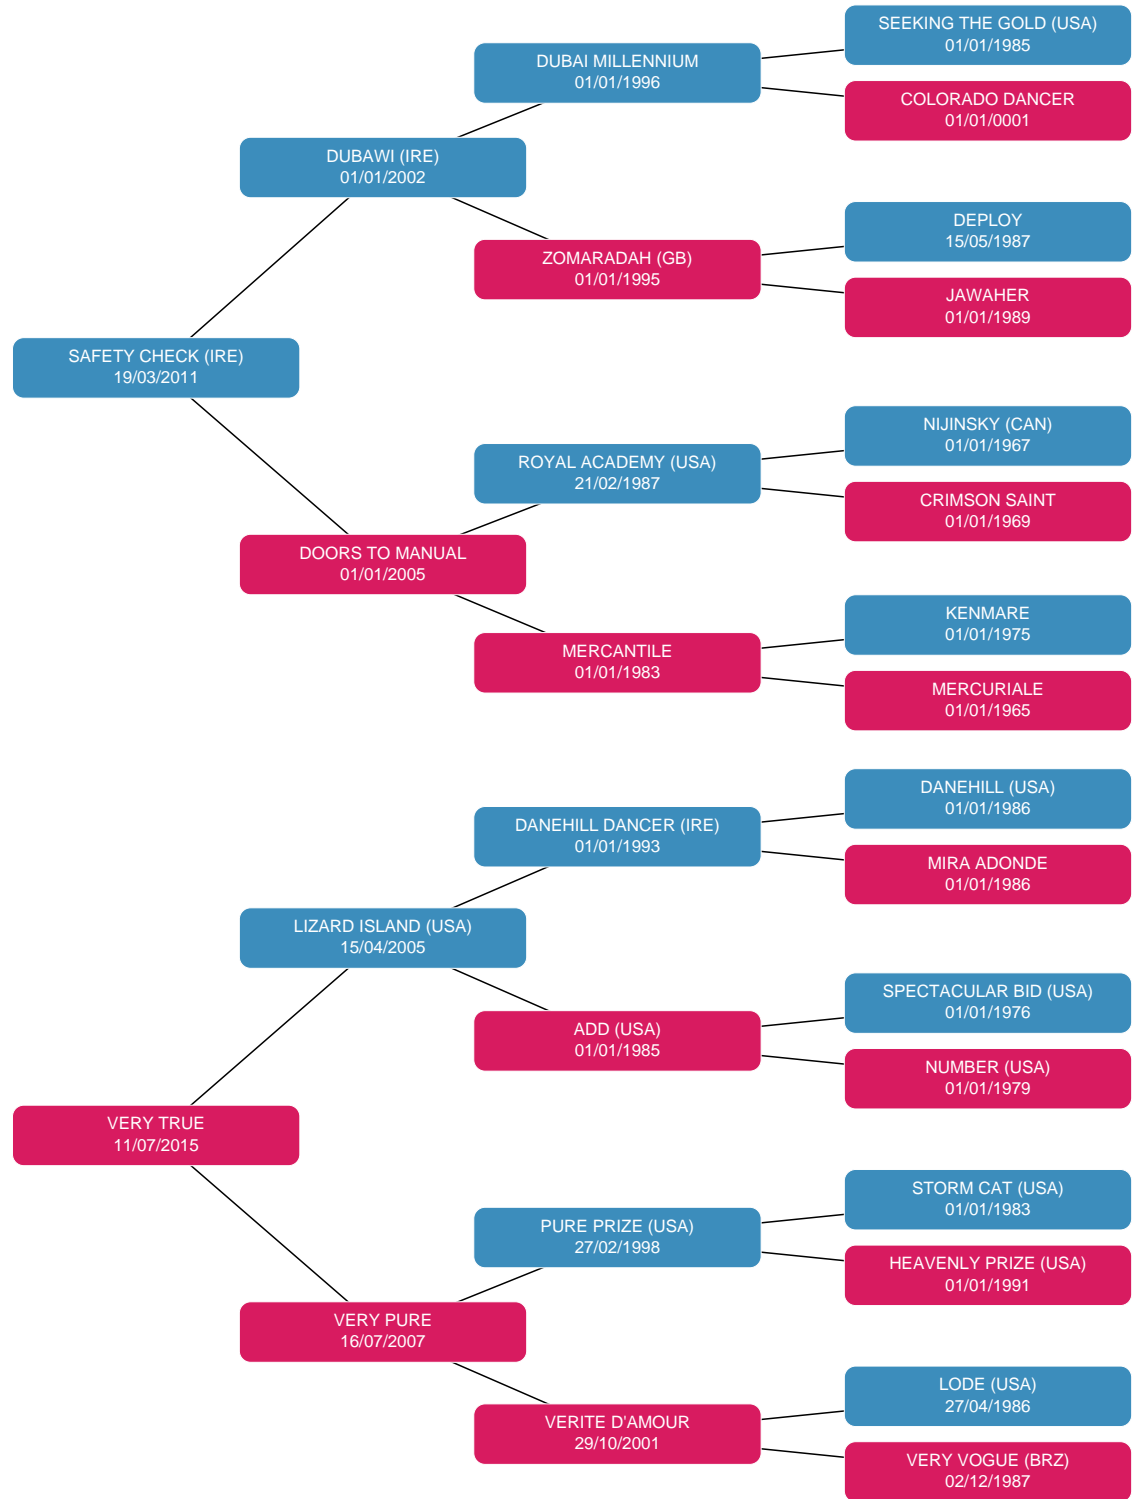 SEEKING THE GOLD (USA)
01/01/1985
DUBAI MILLENNIUM
01/01/1996
COLORADO DANCER
01/01/0001
DUBAWI (IRE)
01/01/2002
DEPLOY
15/05/1987
ZOMARADAH (GB)
01/01/1995
JAWAHER
01/01/1989
SAFETY CHECK (IRE)
19/03/2011
NIJINSKY (CAN)
01/01/1967
ROYAL ACADEMY (USA)
21/02/1987
CRIMSON SAINT
01/01/1969
DOORS TO MANUAL
01/01/2005
KENMARE
01/01/1975
MERCANTILE
01/01/1983
MERCURIALE
01/01/1965
DANEHILL (USA)
01/01/1986
DANEHILL DANCER (IRE)
01/01/1993
MIRA ADONDE
01/01/1986
LIZARD ISLAND (USA)
15/04/2005
SPECTACULAR BID (USA)
01/01/1976
ADD (USA)
01/01/1985
NUMBER (USA)
01/01/1979
VERY TRUE
11/07/2015
STORM CAT (USA)
01/01/1983
PURE PRIZE (USA)
27/02/1998
HEAVENLY PRIZE (USA)
01/01/1991
VERY PURE
16/07/2007
LODE (USA)
27/04/1986
VERITE D'AMOUR
29/10/2001
VERY VOGUE (BRZ)
02/12/1987